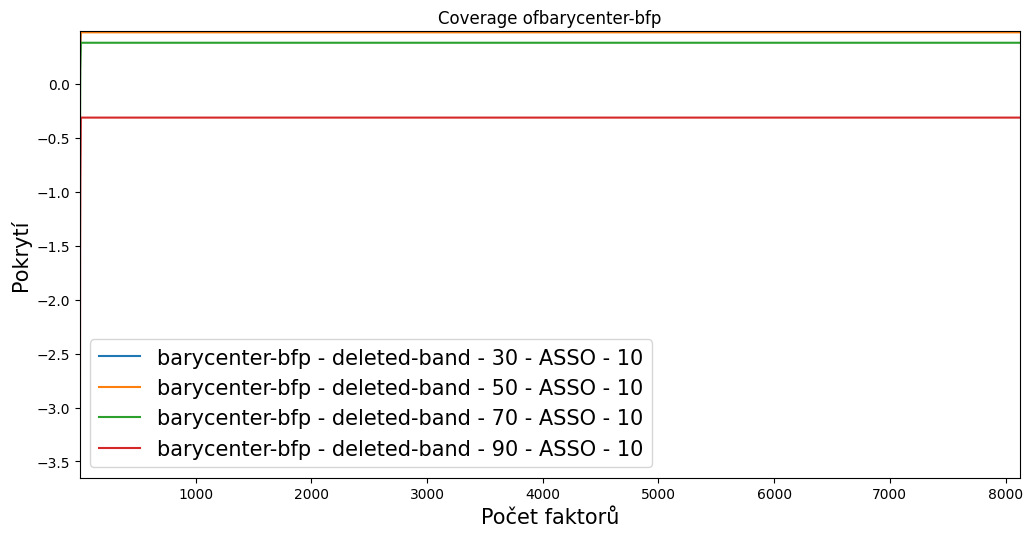 Coverage ofbarycenter-bfp
0.0
−0.5
−1.0
−1.5
−2.0
−2.5
−3.0
−3.5
Pokrytí
barycenter-bfp - deleted-band - 30 - ASSO - 10
barycenter-bfp - deleted-band - 50 - ASSO - 10
barycenter-bfp - deleted-band - 70 - ASSO - 10
barycenter-bfp - deleted-band - 90 - ASSO - 10
1000 2000 3000 4000 5000 6000 7000 8000
Počet faktorů